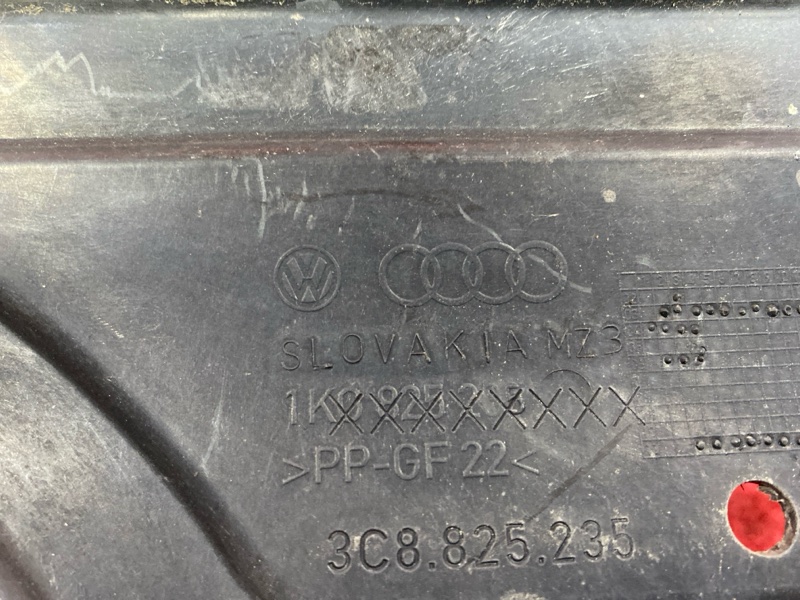 SLOVAKIA MZ3
>PP-GF 22<
3C8.825.235